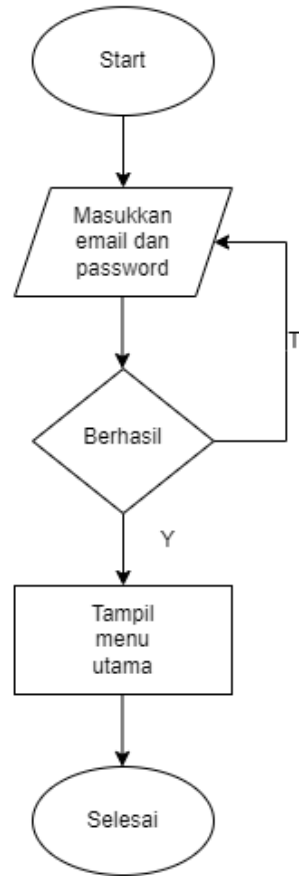 Start
Masukkan
email dan
password
T
Berhasil
Y
Tampil
menu
utama
Selesai